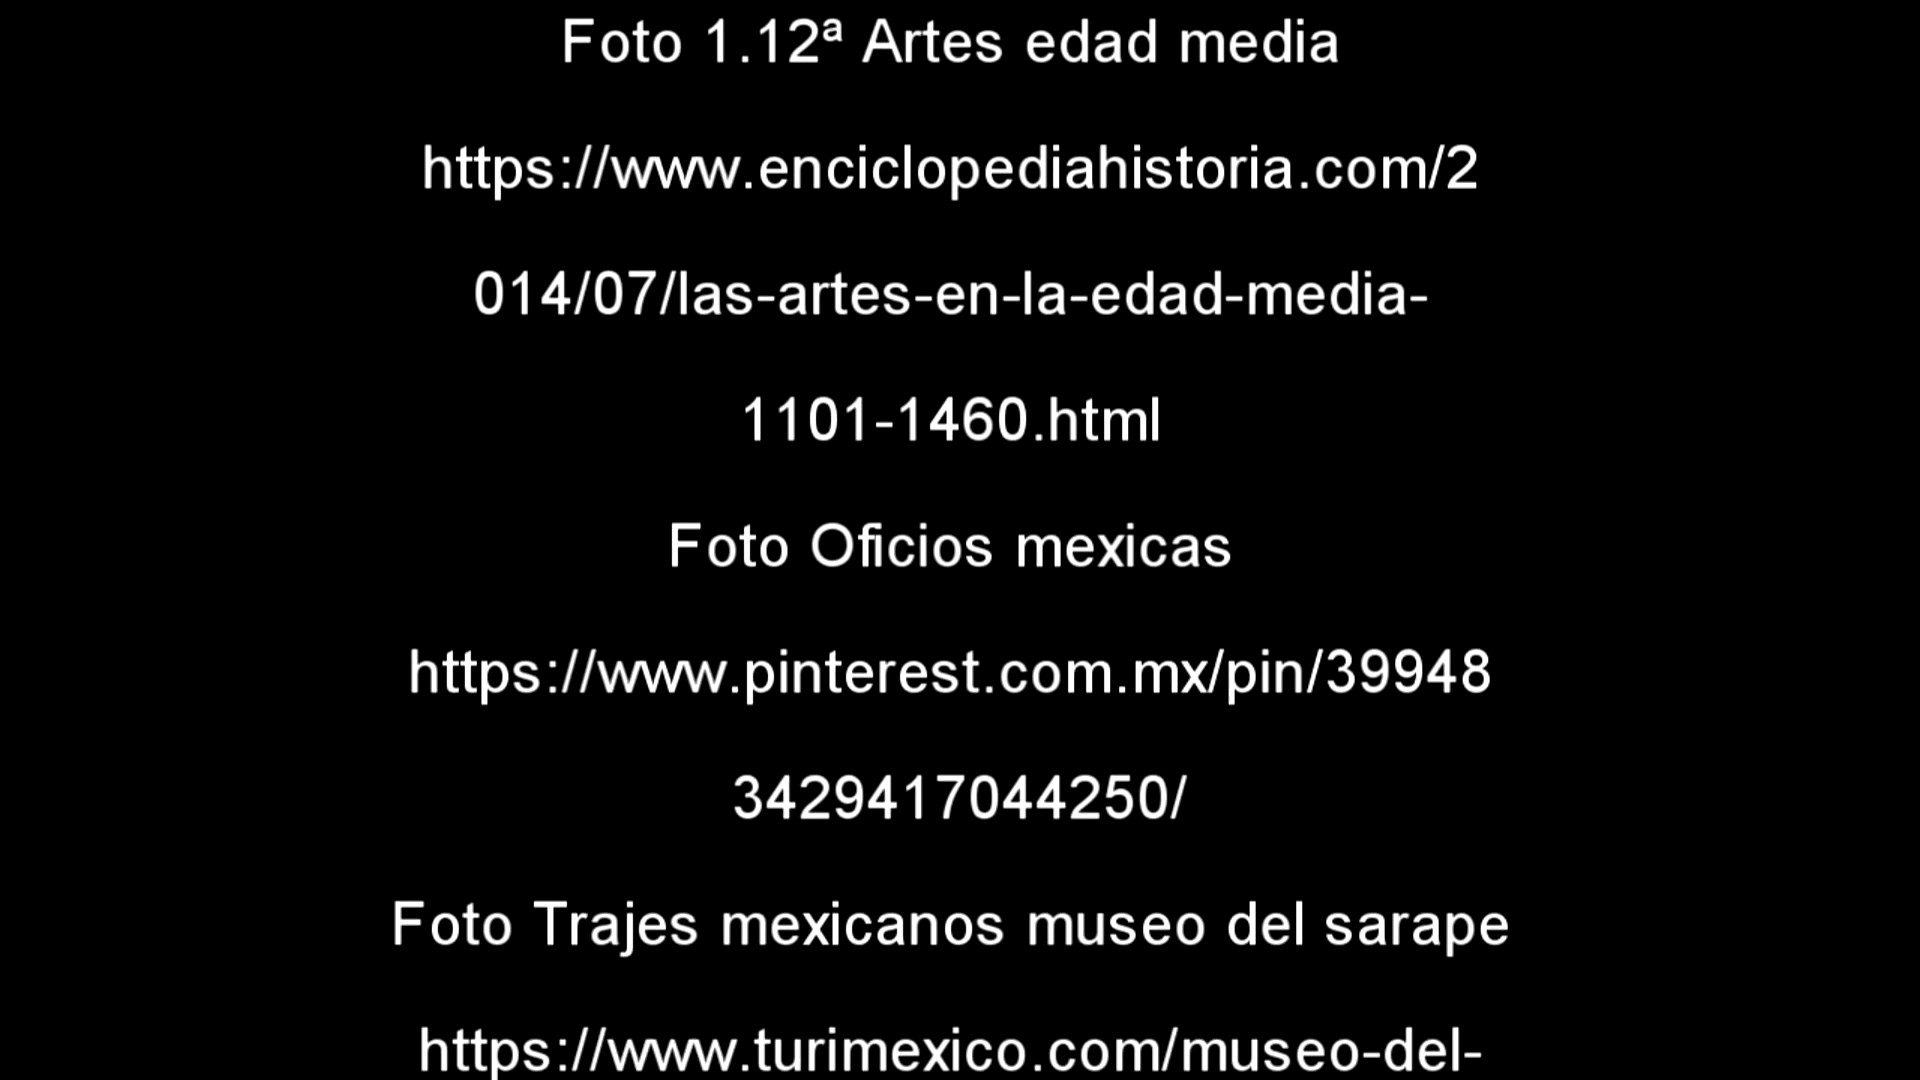 Foto 1.12ª Artes edad media
https://www.enciclopediahistoria.com/2
014/07/las-artes-en-la-edad-media-
1101-1460.html
Foto Oficios mexicas
https://www.pinterest.com.mx/pin/39948
3429417044250/
Foto Trajes mexicanos museo del sarape
https://www.turimexico.com/museo-del-